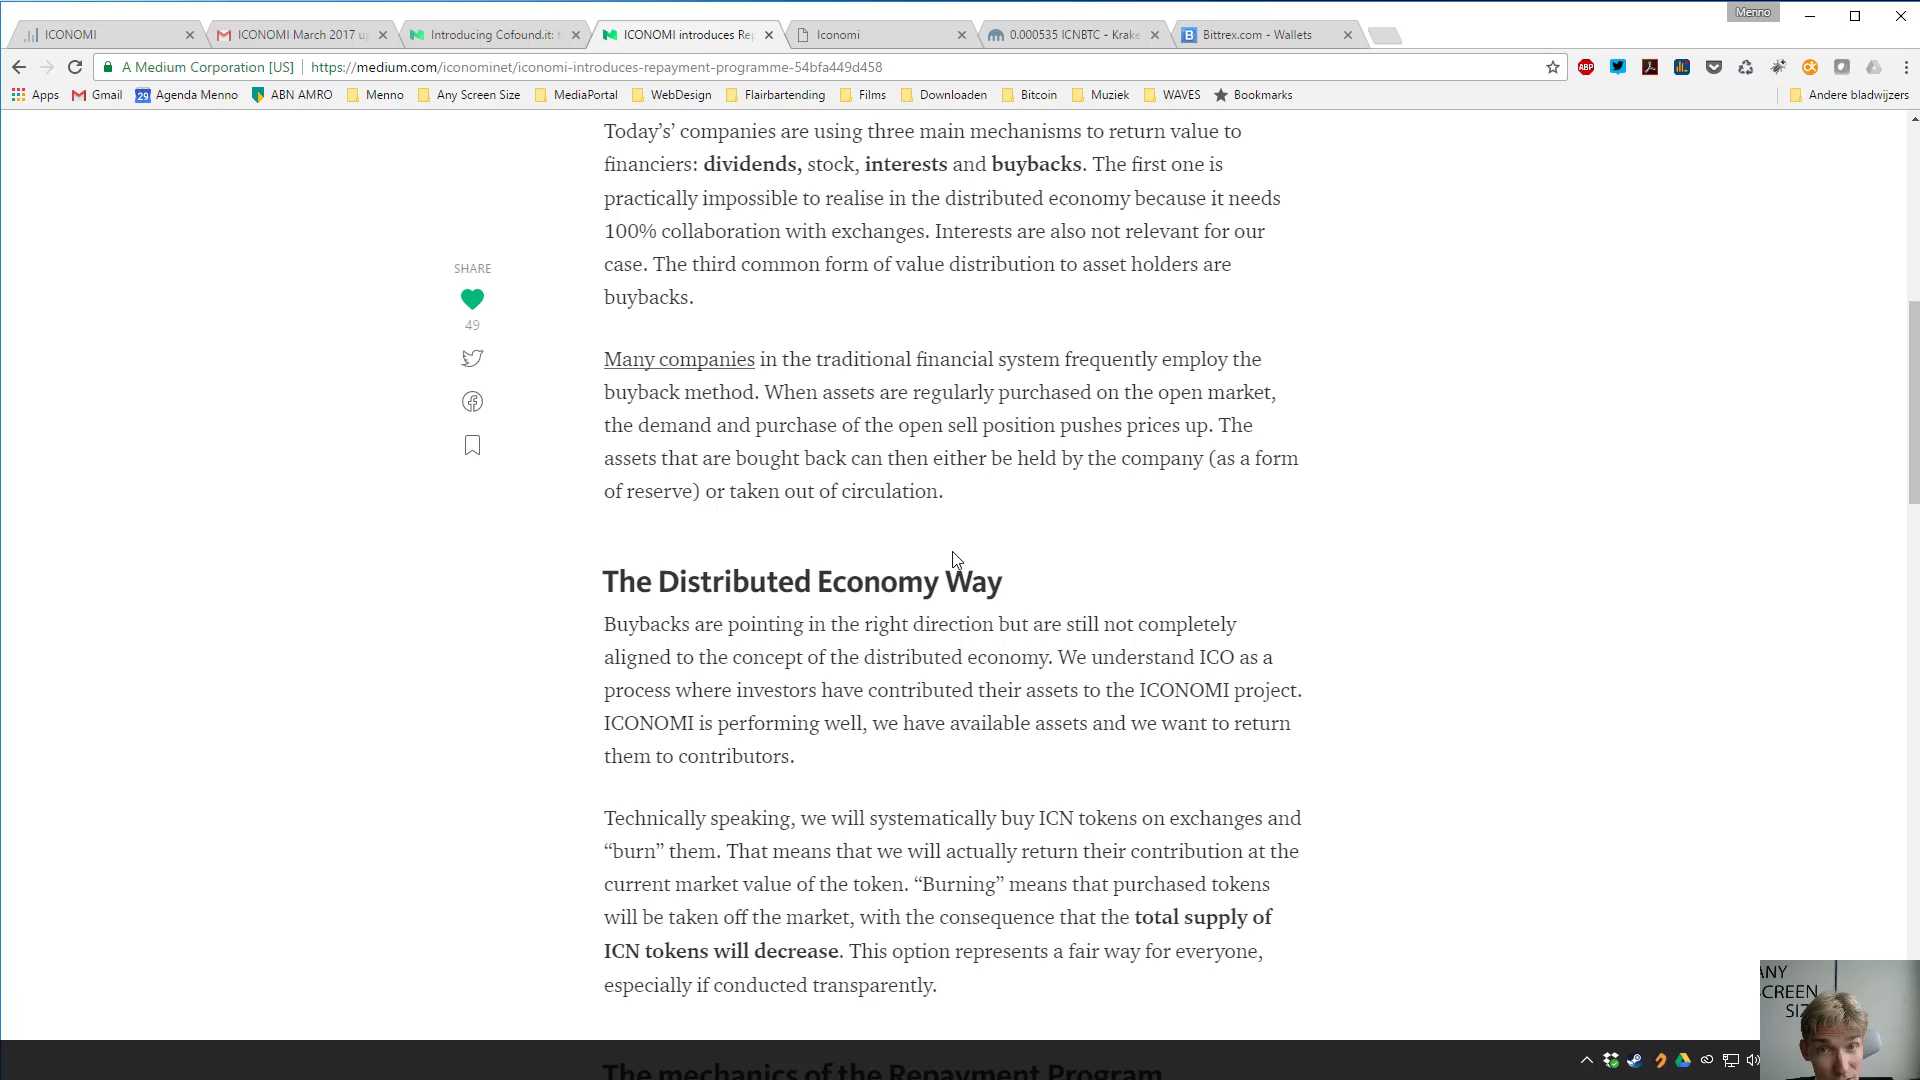 Menno
ICONOMI
ICONOMI March 2017 up
Introducing Cofound.it: t
ICONOMI introduces Rep
Iconomi
0.000535 ICNBTC - Krake
Bittrex.com - Wallets
A Medium Corporation [US]
https://medium.com/iconominet/iconomi-introduces-repayment-programme-54bfa449d458
ABP
Apps
Gmail
29
Agenda Menno
ABN AMRO
Menno
Any Screen Size
MediaPortal
WebDesign
Flairbartending
Films
Downloaden
Bitcoin
Muziek
WAVES
Bookmarks
Andere bladwijzers
Today’s’ companies are using three main mechanisms to return value to
financiers: dividends, stock, interests and buybacks. The first one is
practically impossible to realise in the distributed economy because it needs
100% collaboration with exchanges. Interests are also not relevant for our
case. The third common form of value distribution to asset holders are
buybacks.
SHARE
49
Many companies in the traditional financial system frequently employ the
buyback method. When assets are regularly purchased on the open market,
the demand and purchase of the open sell position pushes prices up. The
assets that are bought back can then either be held by the company (as a form
of reserve) or taken out of circulation.
The Distributed Economy Way
Buybacks are pointing in the right direction but are still not completely
aligned to the concept of the distributed economy. We understand ICO as a
process where investors have contributed their assets to the ICONOMI project.
ICONOMI is performing well, we have available assets and we want to return
them to contributors.
Technically speaking, we will systematically buy ICN tokens on exchanges and
“burn” them. That means that we will actually return their contribution at the
current market value of the token. “Burning” means that purchased tokens
will be taken off the market, with the consequence that the total supply of
ICN tokens will decrease. This option represents a fair way for everyone,
especially if conducted transparently.
The mechanics of the Repayment Program
ANY
SCREEN
SIZ